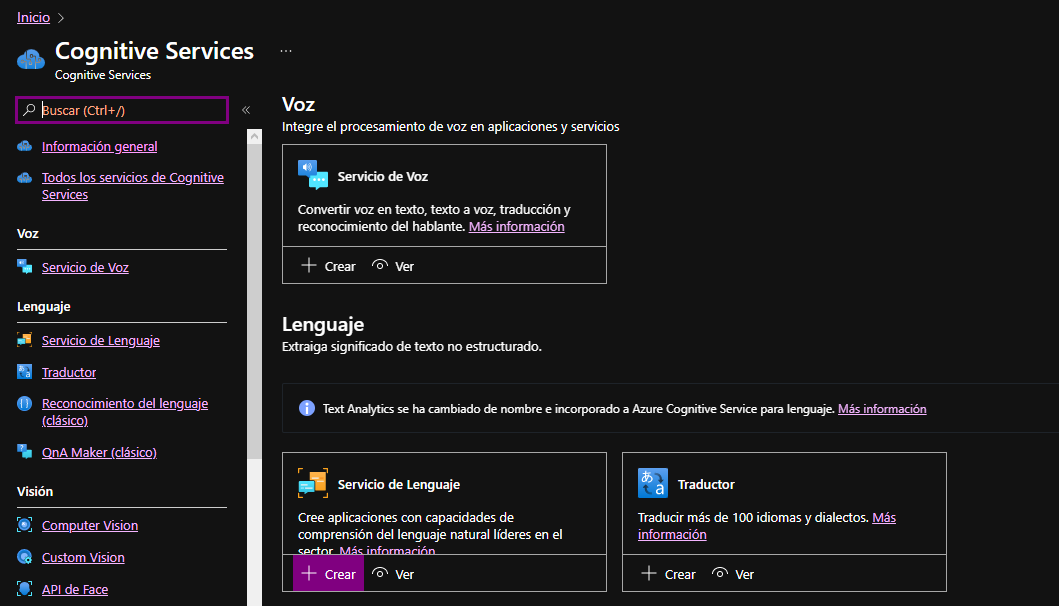 Inicio
Cognitive Services
...
Cognitive Services
Buscar (Ctrl+/)
«
Información general
Todos los servicios de Cognitive
Services
Voz
Servicio de Voz
Lenguaje
Servicio de Lenguaje
Traductor
Reconocimiento del lenguaje
(clásico)
QnA Maker (clásico)
Visión
Computer Vision
Custom Vision
API de Face
Voz
Integre el procesamiento de voz en aplicaciones y servicios
Servicio de Voz
Convertir voz en texto, texto a voz, traducción y
reconocimiento del hablante. Más información
Crear Ver
Lenguaje
Extraiga significado de texto no estructurado.
Text Analytics se ha cambiado de nombre e incorporado a Azure Cognitive Service para lenguaje. Más información
Servicio de Lenguaje
Cree aplicaciones con capacidades de
comprensión del lenguaje natural líderes en el
sector. Más información
Crear Ver
あ a
Traductor
Traducir más de 100 idiomas y dialectos. Más
información
Crear Ver